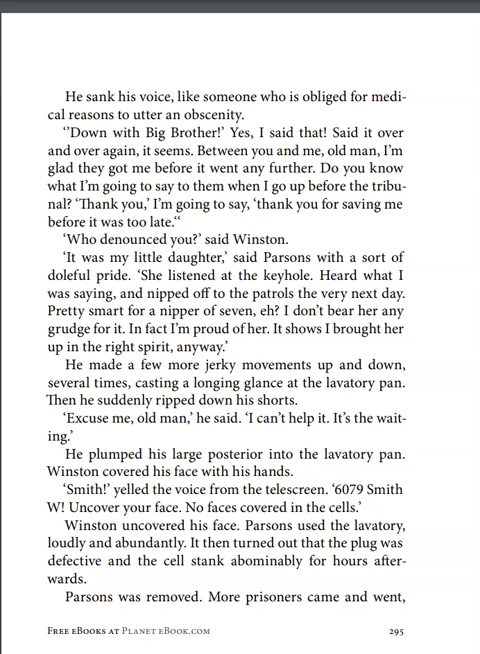 He sank his voice, like someone who is obliged for medi-
cal reasons to utter an obscenity.
‘'Down with Big Brother!’ Yes, I said that! Said it over
and over again, it seems. Between you and me, old man, I’m
glad they got me before it went any further. Do you know
what I’m going to say to them when I go up before the tribu-
nal? ‘Thank you,’ I’m going to say, ‘thank you for saving me
before it was too late.“
‘Who denounced you?’ said Winston.
‘It was my little daughter,’ said Parsons with a sort of
doleful pride. ‘She listened at the keyhole. Heard what I
was saying, and nipped off to the patrols the very next day.
Pretty smart for a nipper of seven, eh? I don’t bear her any
grudge for it. In fact I’m proud of her. It shows I brought her
up in the right spirit, anyway.’
He made a few more jerky movements up and down,
several times, casting a longing glance at the lavatory pan.
Then he suddenly ripped down his shorts.
‘Excuse me, old man,’ he said. ‘I can’t help it. It’s the wait-
ing.’
He plumped his large posterior into the lavatory pan.
Winston covered his face with his hands.
‘Smith!’ yelled the voice from the telescreen. ‘6079 Smith
W! Uncover your face. No faces covered in the cells.’
Winston uncovered his face. Parsons used the lavatory,
loudly and abundantly. It then turned out that the plug was
defective and the cell stank abominably for hours after-
wards.
Parsons was removed. More prisoners came and went,
Free eBooks at Planet eBook.com 295